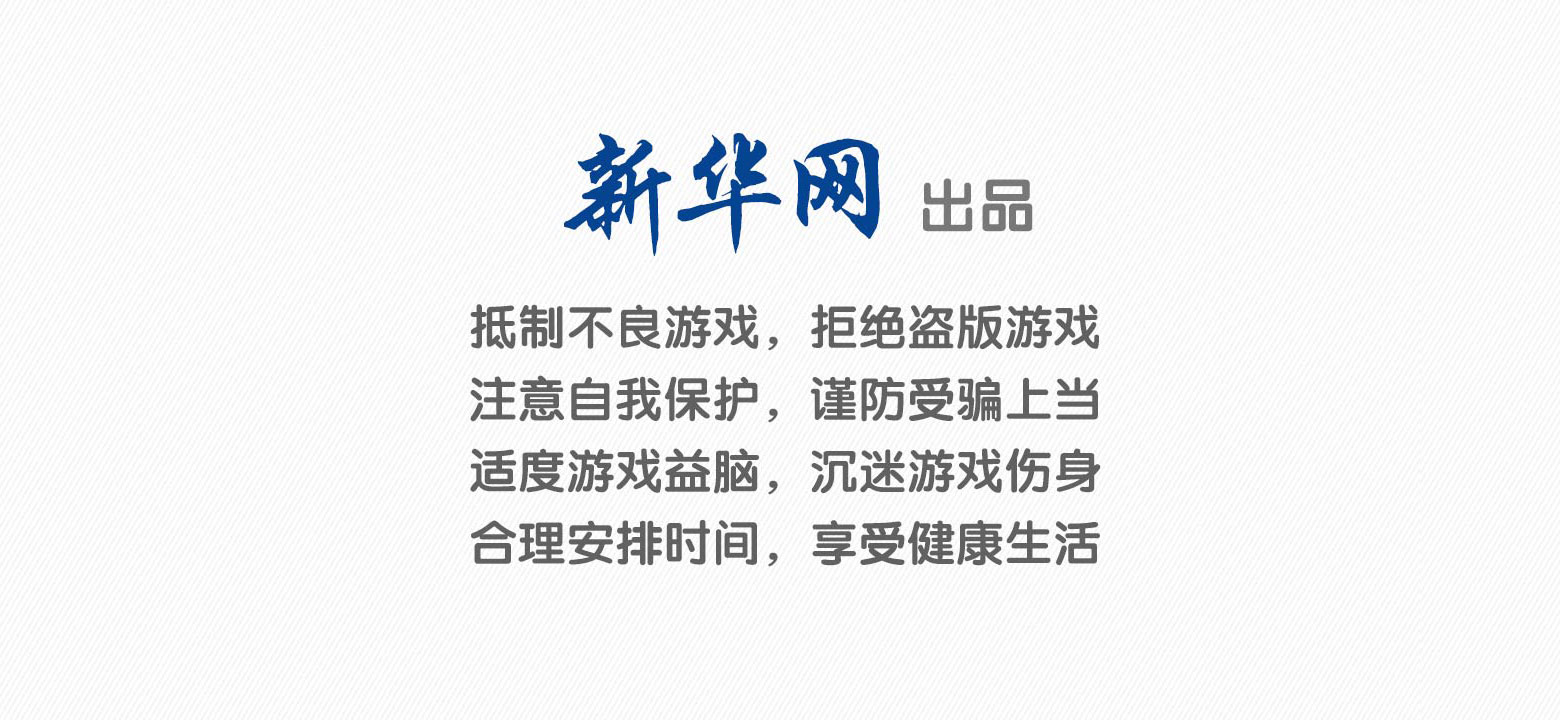 新华网 出品
抵制不良游戏，拒绝盗版游戏
注意自我保护，谨防受骗上当
适度游戏益脑，沉迷游戏伤身
合理安排时间，享受健康生活